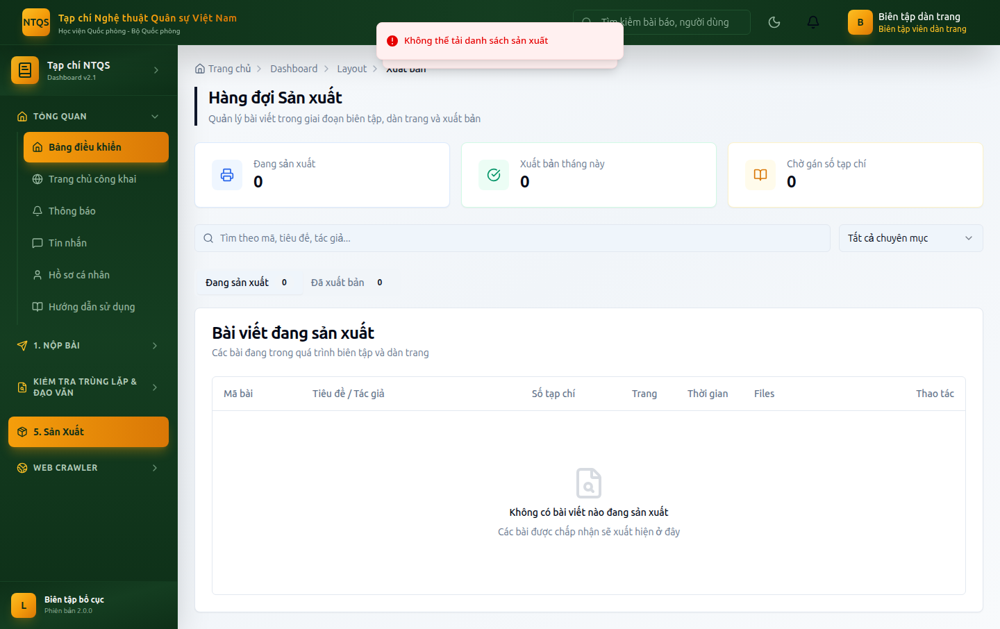 NTQS
Tạp chí Nghệ thuật Quân sự Việt Nam
Học viện Quốc phòng - Bộ Quốc phòng
Tìm kiếm bài báo, người dùng
B
Biên tập dàn trang
Biên tập viên dàn trang
Không thể tải danh sách sản xuất
Tạp chí NTQS
Dashboard v2.1
TỔNG QUAN
Bảng điều khiển
Trang chủ công khai
Thông báo
Tin nhắn
Hồ sơ cá nhân
Hướng dẫn sử dụng
1. NỘP BÀI
KIỂM TRA TRÙNG LẶP &
ĐẠO VĂN
5. Sản Xuất
WEB CRAWLER
L
Biên tập bố cục
Phiên bản 2.0.0
Trang chủ
Dashboard
Layout
Xuất bản
Hàng đợi Sản xuất
Quản lý bài viết trong giai đoạn biên tập, dàn trang và xuất bản
Đang sản xuất
0
Xuất bản tháng này
0
Chờ gán số tạp chí
0
Tìm theo mã, tiêu đề, tác giả...
Tất cả chuyên mục
Đang sản xuất 0
Đã xuất bản 0
Bài viết đang sản xuất
Các bài đang trong quá trình biên tập và dàn trang
Mã bài Tiêu đề / Tác giả Số tạp chí Trang Thời gian Files Thao tác
Không có bài viết nào đang sản xuất
Các bài được chấp nhận sẽ xuất hiện ở đây